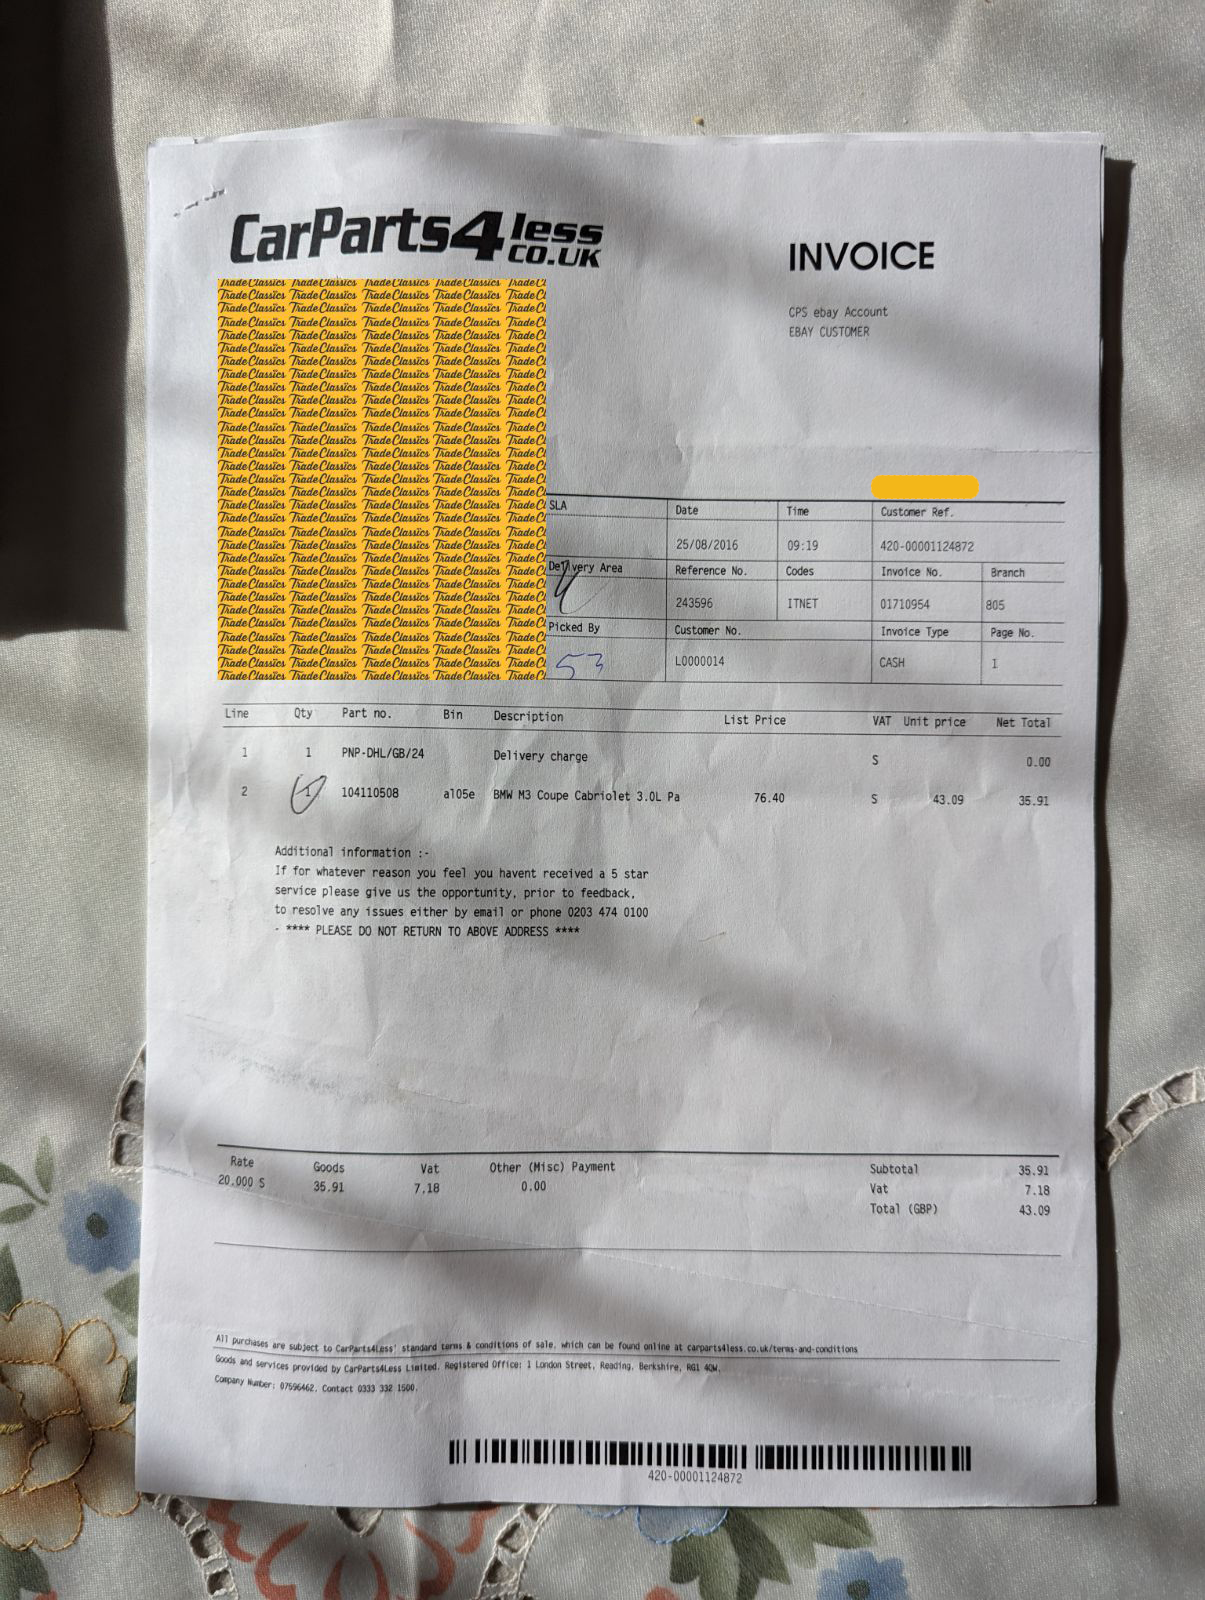 CarParts4less
CO.UK
INVOICE
CPS ebay Account
EBAY CUSTOMER
Trade Classics Trade Classics Trade Classics Trade Classics
SLA Date Time Customer Ref.
25/08/2016 09:19 420-00001124872
Delivery Area Reference No. Codes Invoice No. Branch
243596 ITNET 01710954 805
Picked By Customer No. Invoice Type Page No.
53 L0000014 CASH 1
Line Qty Part no. Bin Description List Price VAT Unit price Net Total
1 1 PNP-DHL/GB/24 Delivery charge S 0.00
2 1 104110508 a105e BMW M3 Coupe Cabriolet 3.0L Pa 76.40 S 43.09 35.91
Additional information :-
If for whatever reason you feel you havent received a 5 star
service please give us the opportunity, prior to feedback,
to resolve any issues either by email or phone 0203 474 0100
- **** PLEASE DO NOT RETURN TO ABOVE ADDRESS ****
Rate Goods Vat Other (Misc) Payment Subtotal 35.91
20.000 S 35.91 7.18 0.00 Vat 7.18
Total (GBP) 43.09
All purchases are subject to CarParts4Less' standard terms & conditions of sale, which can be found online at carparts4less.co.uk/terms-and-conditions
Goods and services provided by CarParts4Less Limited. Registered Office: 1 London Street, Reading, Berkshire, RG1 4QW.
Company Number: 07596462. Contact 0333 332 1500.
420-00001124872